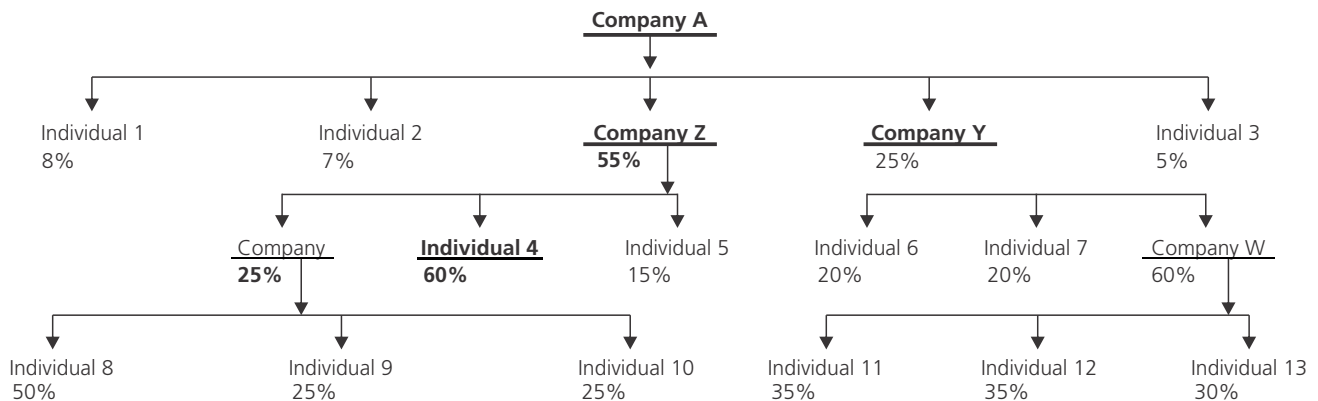 Company A
Individual 1 Individual 2 Company Z Company Y Individual 3
8% 7% 55% 25% 5%
Company Individual 4 Individual 5 Individual 6 Individual 7 Company W
25% 60% 15% 20% 20% 60%
Individual 8 Individual 9 Individual 10 Individual 11 Individual 12 Individual 13
50% 25% 25% 35% 35% 30%